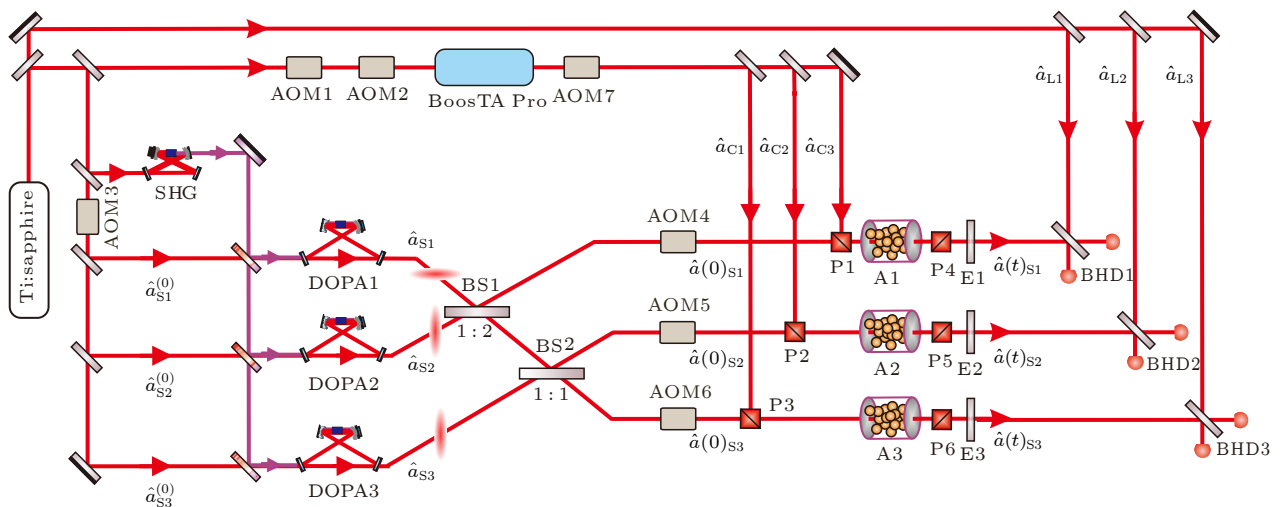 â_L1
â_L2
â_L3
AOM1
AOM2
BoosTA Pro
AOM7
â_C1
â_C2
â_C3
Ti:sapphire
SHG
AOM3
â_S1^(0)
DOPA1
â_S1
BS1
1:2
AOM4
â(0)_S1
P1
A1
P4
E1
â(t)_S1
BHD1
â_S2^(0)
DOPA2
â_S2
BS2
1:1
AOM5
â(0)_S2
P2
A2
P5
E2
â(t)_S2
BHD2
â_S3^(0)
DOPA3
â_S3
AOM6
â(0)_S3
P3
A3
P6
E3
â(t)_S3
BHD3